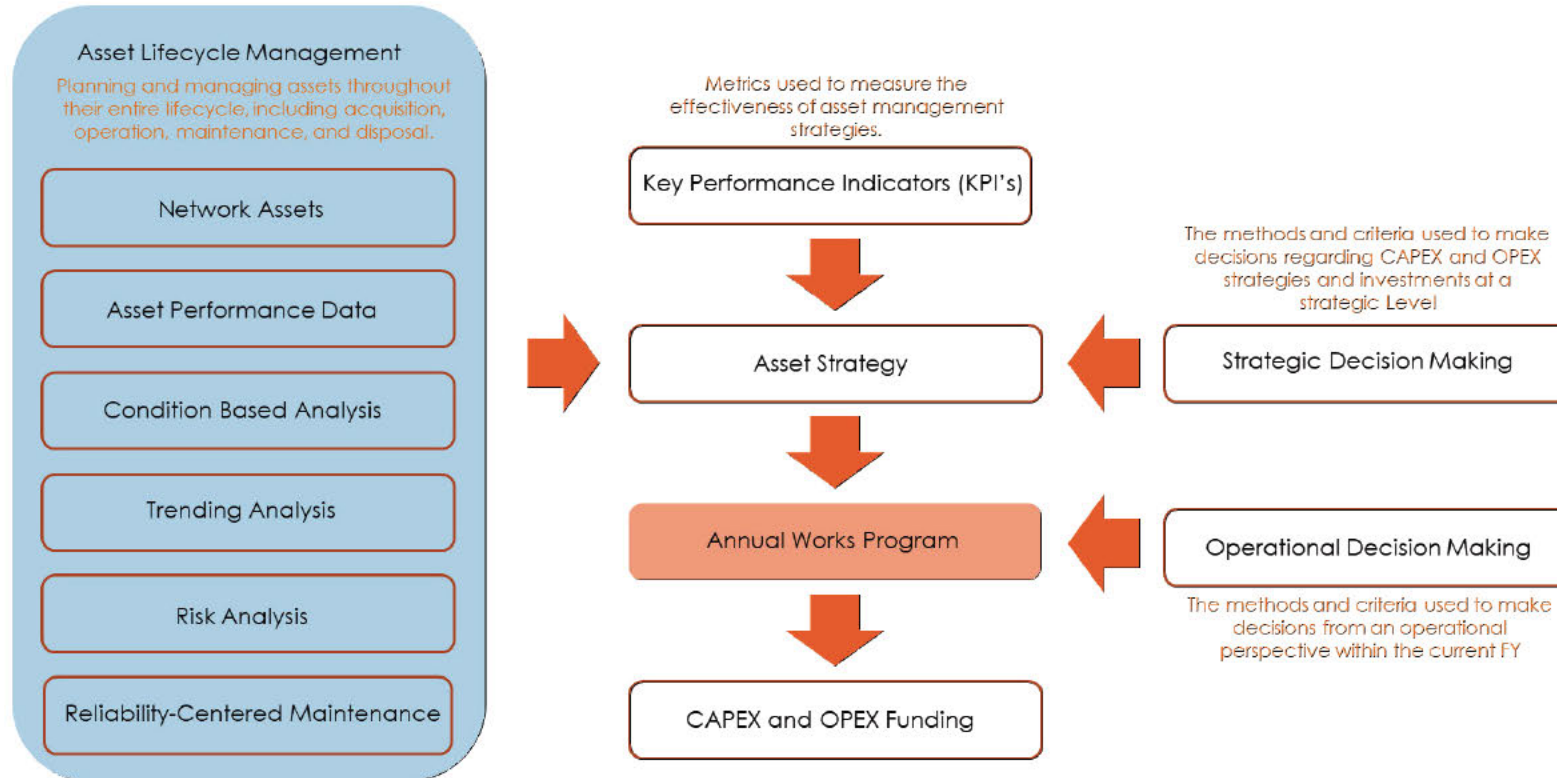 Asset Lifecycle Management
Planning and managing assets throughout
their entire lifecycle, including acquisition,
operation, maintenance, and disposal.
Network Assets
Asset Performance Data
Condition Based Analysis
Trending Analysis
Risk Analysis
Reliability-Centered Maintenance
Metrics used to measure the
effectiveness of asset management
strategies.
Key Performance Indicators (KPI's)
Asset Strategy
Annual Works Program
CAPEX and OPEX Funding
The methods and criteria used to make
decisions regarding CAPEX and OPEX
strategies and investments at a
strategic Level
Strategic Decision Making
Operational Decision Making
The methods and criteria used to make
decisions from an operational
perspective within the current FY